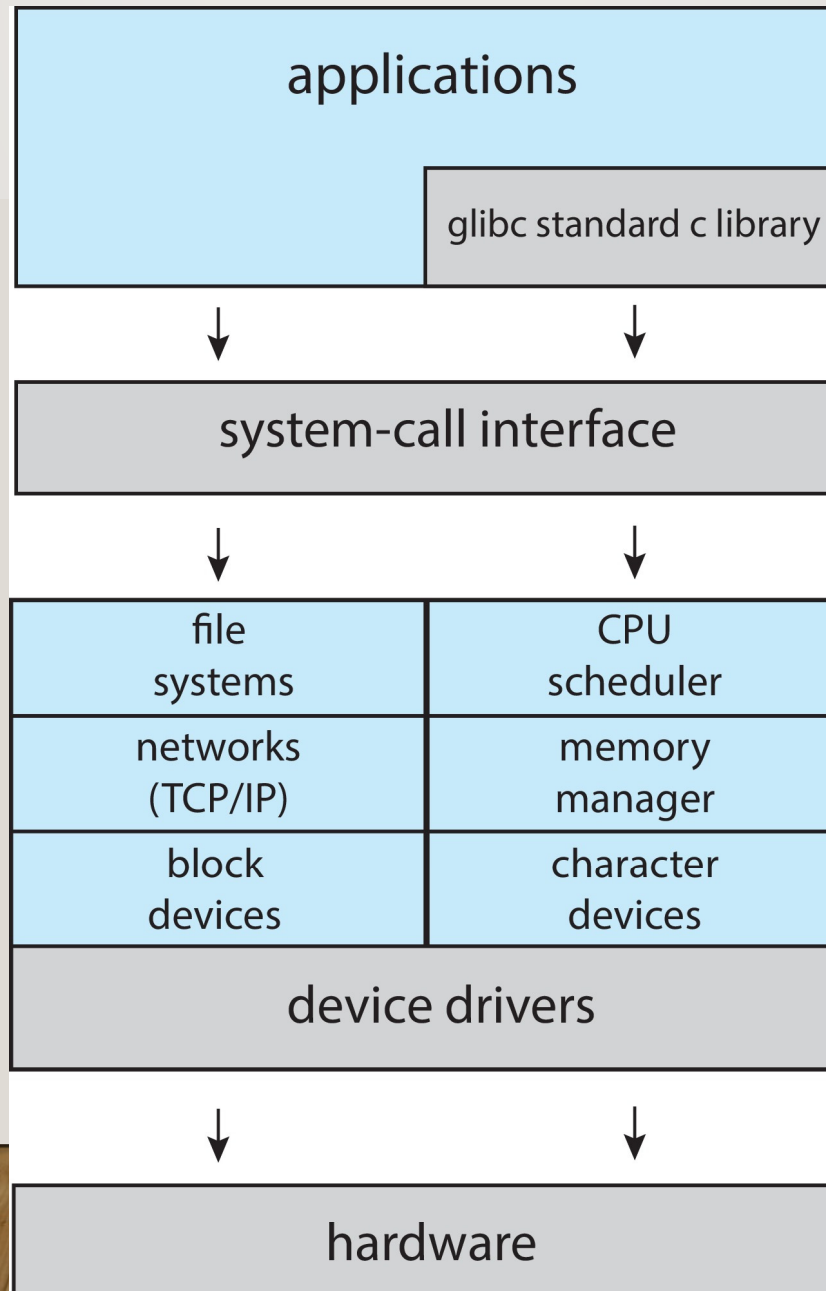 applications
glibc standard c library
system-call interface
file
systems
CPU
scheduler
networks
(TCP/IP)
memory
manager
block
devices
character
devices
device drivers
hardware